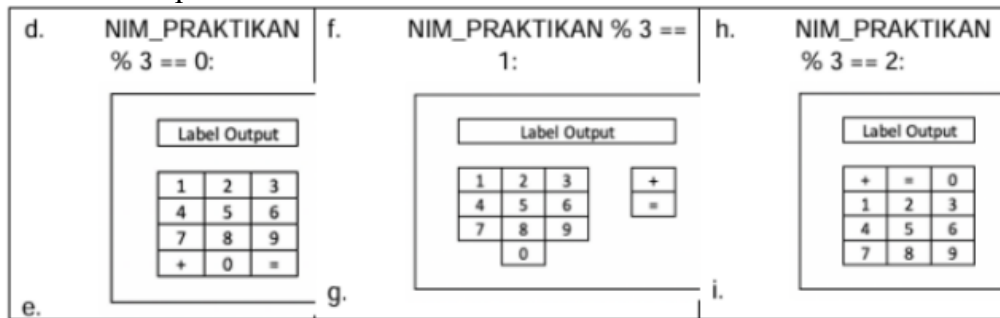 d. NIM_PRAKTIKAN
% 3 == 0:
Label Output
1 2 3
4 5 6
7 8 9
+ 0 =
e.
f. NIM_PRAKTIKAN % 3 ==
1:
Label Output
1 2 3 +
4 5 6 =
7 8 9
0
g.
h. NIM_PRAKTIKAN
% 3 == 2:
Label Output
+ = 0
1 2 3
4 5 6
7 8 9
i.